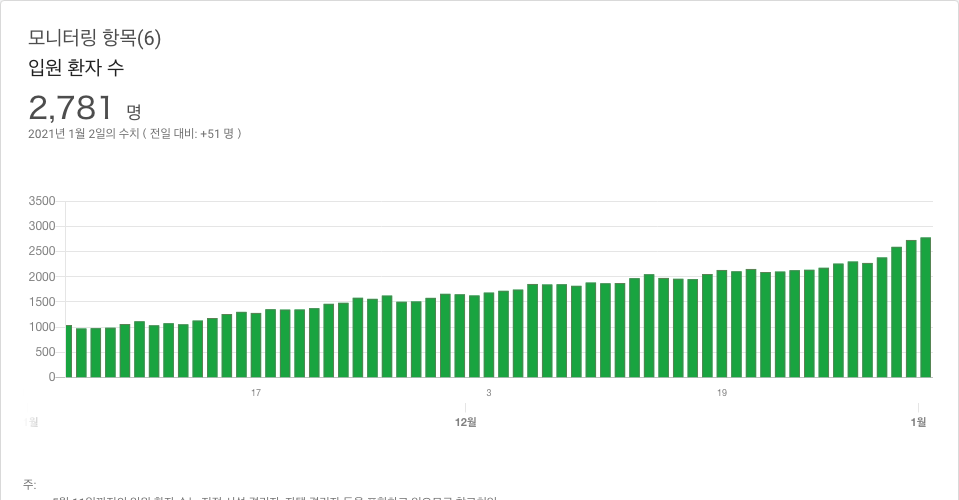 모니터링 항목(6)
입원 환자 수
2,781 명
2021년 1월 2일의 수치 ( 전일 대비: +51 명 )
3500
3000
2500
2000
1500
1000
500
0
17 3 19
월 12월 1월
주: